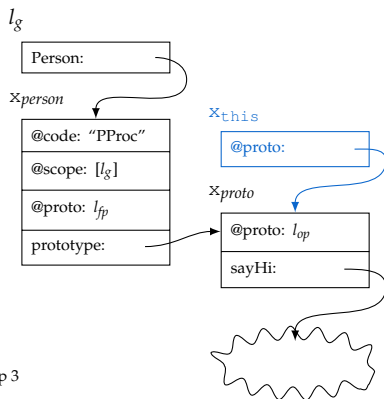 l_g
Person:
x_person
@code: “PProc”
@scope: [l_g]
@proto: l_fp
prototype:
x_this
@proto:
x_proto
@proto: l_op
sayHi:
p 3